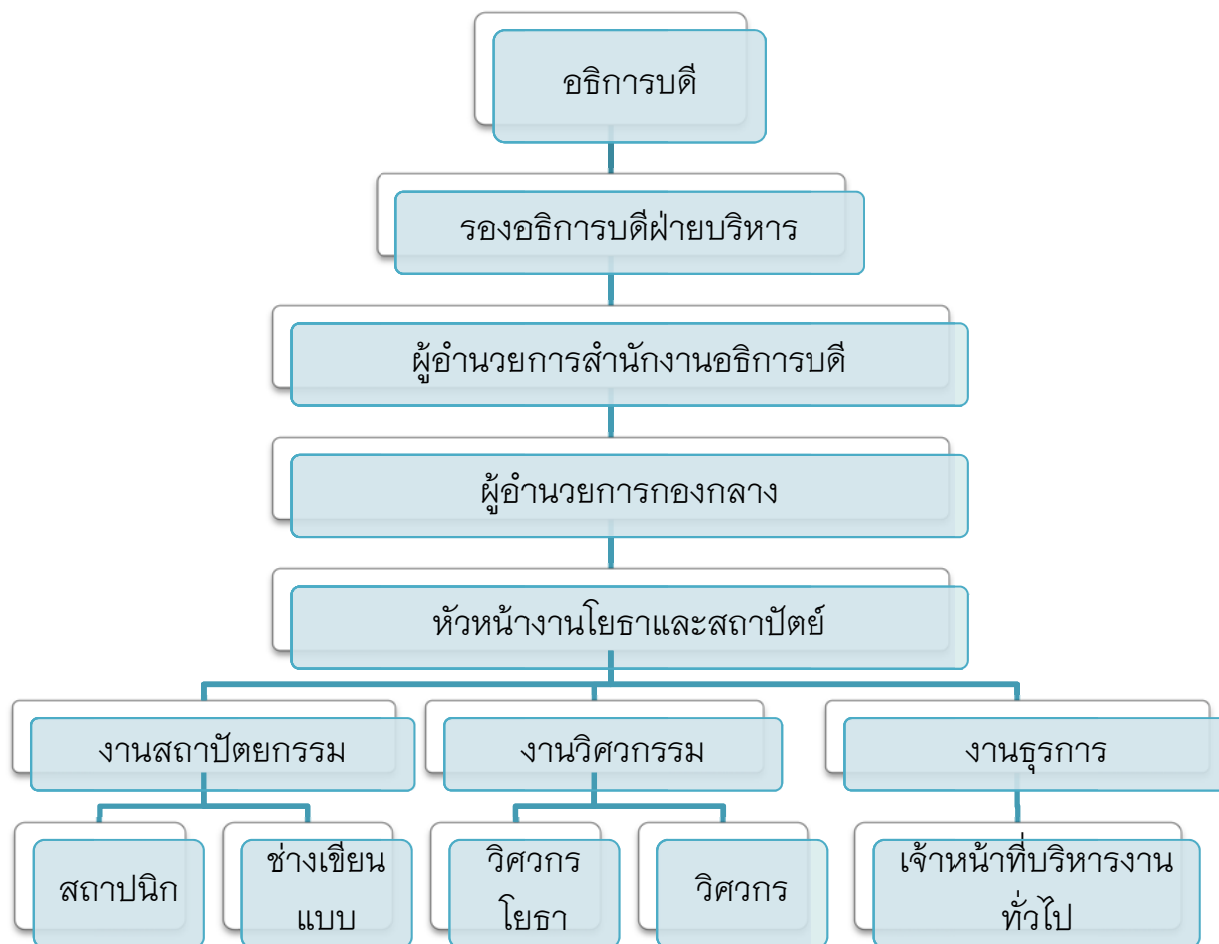 อธิการบดี
รองอธิการบดีฝ่ายบริหาร
ผู้อำนวยการสำนักงานอธิการบดี
ผู้อำนวยการกองกลาง
หัวหน้างานโยธาและสถาปัตย์
งานสถาปัตยกรรม
งานวิศวกรรม
งานธุรการ
สถาปนิก
ช่างเขียน
แบบ
วิศวกร
โยธา
วิศวกร
เจ้าหน้าที่บริหารงาน
ทั่วไป